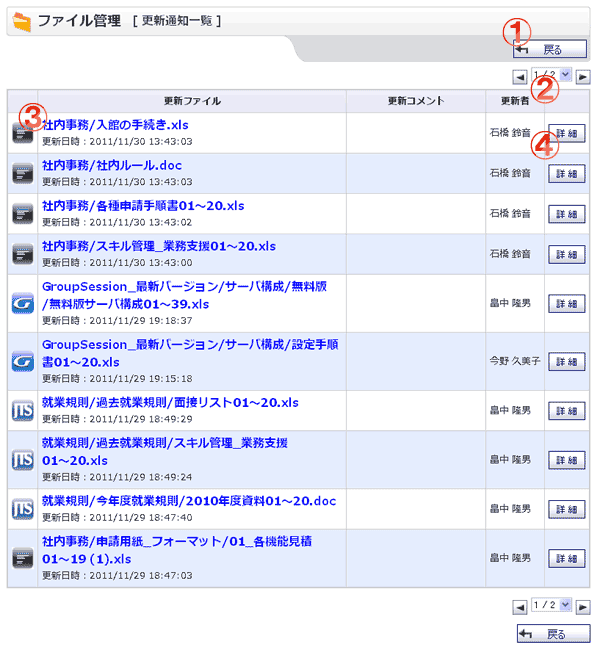 ファイル管理 [ 更新通知一覧 ]
①
戻る
1 / 2
②
更新ファイル 更新コメント 更新者
③
社内事務/入館の手続き.xls
更新日時：2011/11/30 13:43:03
石橋 鈴音
詳細
④
社内事務/社内ルール.doc
更新日時：2011/11/30 13:43:03
石橋 鈴音
詳細
社内事務/各種申請手順書01～20.xls
更新日時：2011/11/30 13:43:02
石橋 鈴音
詳細
社内事務/スキル管理_業務支援01～20.xls
更新日時：2011/11/30 13:43:00
石橋 鈴音
詳細
G
GroupSession_最新バージョン/サーバ構成/無料版
/無料版サーバ構成01～39.xls
更新日時：2011/11/29 19:18:37
畠中 隆男
詳細
G
GroupSession_最新バージョン/サーバ構成/設定手順
書01～20.xls
更新日時：2011/11/29 19:15:18
今野 久美子
詳細
JTS
就業規則/過去就業規則/面接リスト01～20.xls
更新日時：2011/11/29 18:49:29
畠中 隆男
詳細
JTS
就業規則/過去就業規則/スキル管理_業務支援
01～20.xls
更新日時：2011/11/29 18:49:24
畠中 隆男
詳細
JTS
就業規則/今年度就業規則/2010年度資料01～20.doc
更新日時：2011/11/29 18:47:40
畠中 隆男
詳細
社内事務/申請用紙_フォーマット/01_各機能見積
01～19 (1).xls
更新日時：2011/11/29 18:47:03
畠中 隆男
詳細
1 / 2
戻る